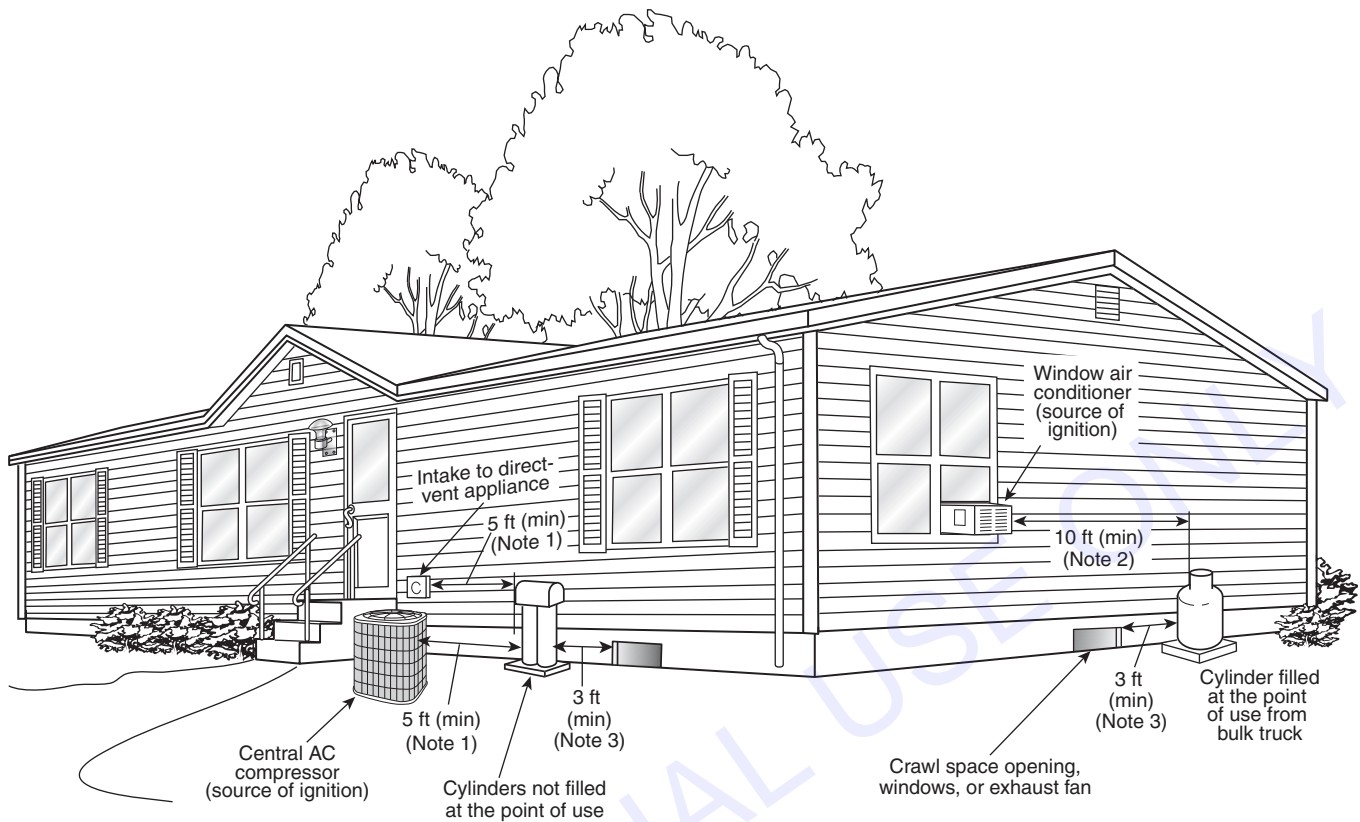 Window air
conditioner
(source of
ignition)
Intake to direct-
vent appliance
5 ft (min)
(Note 1)
10 ft (min)
(Note 2)
C
5 ft (min)
(Note 1)
3 ft
(min)
(Note 3)
3 ft
(min)
(Note 3)
Cylinder filled
at the point
of use from
bulk truck
Central AC
compressor
(source of ignition)
Cylinders not filled
at the point of use
Crawl space opening,
windows, or exhaust fan
AL USE ONLY